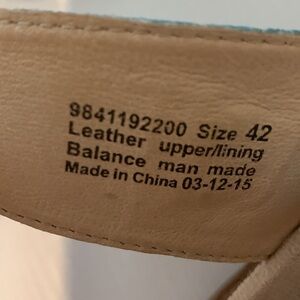 9841192200 Size 42
Leather upper/lining
Balance man made
Made in China 03-12-15